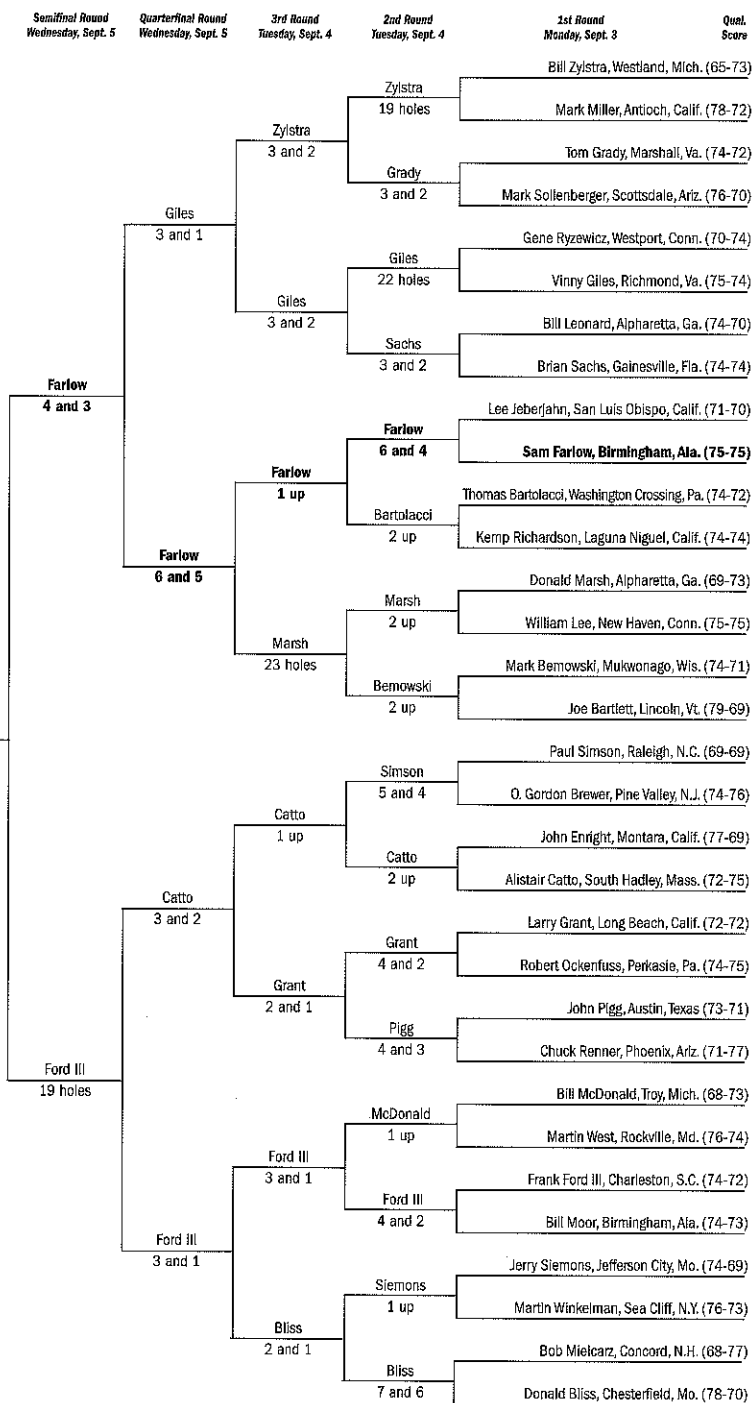 Semifinal Round Quarterfinal Round 3rd Round 2nd Round 1st Round Qual.
Wednesday, Sept. 5 Wednesday, Sept. 5 Tuesday, Sept. 4 Tuesday, Sept. 4 Monday, Sept. 3 Score
Bill Zylstra, Westland, Mich. (65-73)
Zylstra
19 holes
Mark Miller, Antioch, Calif. (78-72)
Zylstra
3 and 2
Tom Grady, Marshall, Va. (74-72)
Grady
3 and 2
Mark Sollenberger, Scottsdale, Ariz. (76-70)
Giles
3 and 1
Gene Ryzewicz, Westport, Conn. (70-74)
Giles
22 holes
Vinny Giles, Richmond, Va. (75-74)
Giles
3 and 2
Bill Leonard, Alpharetta, Ga. (74-70)
Sachs
3 and 2
Brian Sachs, Gainesville, Fla. (74-74)
Farlow
4 and 3
Lee Jeberjahn, San Luis Obispo, Calif. (71-70)
Farlow
6 and 4
Sam Farlow, Birmingham, Ala. (75-75)
Farlow
1 up
Thomas Bartolacci, Washington Crossing, Pa. (74-72)
Bartolacci
2 up
Kemp Richardson, Laguna Niguel, Calif. (74-74)
Farlow
6 and 5
Donald Marsh, Alpharetta, Ga. (69-73)
Marsh
2 up
William Lee, New Haven, Conn. (75-75)
Marsh
23 holes
Mark Bemowski, Mukwonago, Wis. (74-71)
Bemowski
2 up
Joe Bartlett, Lincoln, Vt. (79-69)
Paul Simson, Raleigh, N.C. (69-69)
Simson
5 and 4
O. Gordon Brewer, Pine Valley, N.J. (74-76)
Catto
1 up
John Enright, Montara, Calif. (77-69)
Catto
2 up
Alistair Catto, South Hadley, Mass. (72-75)
Catto
3 and 2
Larry Grant, Long Beach, Calif. (72-72)
Grant
4 and 2
Robert Ockenfuss, Perkasie, Pa. (74-75)
Grant
2 and 1
John Pigg, Austin, Texas (73-71)
Pigg
4 and 3
Chuck Renner, Phoenix, Ariz. (71-77)
Ford III
19 holes
Bill McDonald, Troy, Mich. (68-73)
McDonald
1 up
Martin West, Rockville, Md. (76-74)
Ford III
3 and 1
Frank Ford III, Charleston, S.C. (74-72)
Ford III
4 and 2
Bill Moor, Birmingham, Ala. (74-73)
Ford III
3 and 1
Jerry Siemons, Jefferson City, Mo. (74-69)
Siemons
1 up
Martin Winkelman, Sea Cliff, N.Y. (76-73)
Bliss
2 and 1
Bob Mielcarz, Concord, N.H. (68-77)
Bliss
7 and 6
Donald Bliss, Chesterfield, Mo. (78-70)